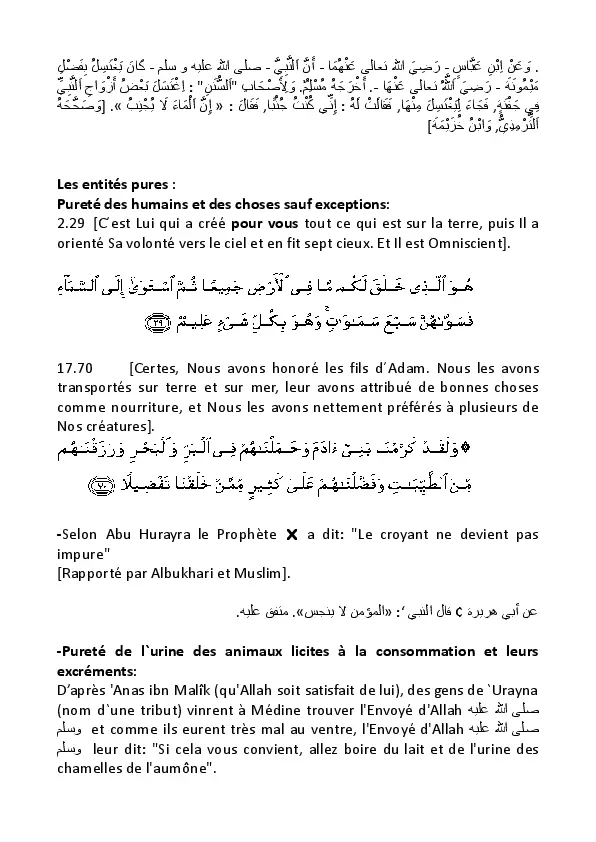 . وَعَنْ اِبْنِ عَبَّاسٍ - رَضِيَ الله تعالى عَنْهُمَا - أَنَّ اَلنَّبِيَّ - صلى الله عليه و سلم - كَانَ يَغْتَسِلُ بِفَضْلِ
مَيْمُونَةَ - رَضِيَ اَللَّهُ تعالى عَنْهَا -. أَخْرَجَهُ مُسْلِمٌ. وَلِأَصْحَابِ "اَلسُّنَنِ" : اِغْتَسَلَ بَعْضُ أَزْوَاجِ اَلنَّبِيِّ
فِي جَفْنَةٍ, فَجَاءَ لِيَغْتَسِلَ مِنْهَا, فَقَالَتْ لَهُ : إِنِّي كُنْتُ جُنُبًا, فَقَالَ : « إِنَّ اَلْمَاءَ لَا يُجْنِبُ ». [وَصَحَّحَهُ
اَلتِّرْمِذِيُّ, وَابْنُ خُزَيْمَةَ]
Les entités pures :
Pureté des humains et des choses sauf exceptions:
2.29 [C´est Lui qui a créé pour vous tout ce qui est sur la terre, puis Il a
orienté Sa volonté vers le ciel et en fit sept cieux. Et Il est Omniscient].
هُوَ ٱلَّذِى خَلَقَ لَكُم مَّا فِى ٱلْأَرْضِ جَمِيعًا ثُمَّ ٱسْتَوَىٰٓ إِلَى ٱلسَّمَآءِ
فَسَوَّىٰهُنَّ سَبْعَ سَمَـٰوَٰتٍ ۚ وَهُوَ بِكُلِّ شَىْءٍ عَلِيمٌ ﴿٢٩﴾
17.70 [Certes, Nous avons honoré les fils d´Adam. Nous les avons
transportés sur terre et sur mer, leur avons attribué de bonnes choses
comme nourriture, et Nous les avons nettement préférés à plusieurs de
Nos créatures].
۞ وَلَقَدْ كَرَّمْنَا بَنِىٓ ءَادَمَ وَحَمَلْنَـٰهُمْ فِى ٱلْبَرِّ وَٱلْبَحْرِ وَرَزَقْنَـٰهُم
مِّنَ ٱلطَّيِّبَـٰتِ وَفَضَّلْنَـٰهُمْ عَلَىٰ كَثِيرٍ مِّمَّنْ خَلَقْنَا تَفْضِيلًا ﴿٧٠﴾
-Selon Abu Hurayra le Prophète ✗ a dit: "Le croyant ne devient pas
impure"
[Rapporté par Albukhari et Muslim].
عن أبي هريرة ¢ قال النبي ‘: «المؤمن لا ينجس». متفق عليه.
-Pureté de l`urine des animaux licites à la consommation et leurs
excréments:
D’après 'Anas ibn Malîk (qu'Allah soit satisfait de lui), des gens de `Urayna
(nom d`une tribut) vinrent à Médine trouver l'Envoyé d'Allah صلى الله عليه
وسلم et comme ils eurent très mal au ventre, l'Envoyé d'Allah صلى الله عليه
وسلم leur dit: "Si cela vous convient, allez boire du lait et de l'urine des
chamelles de l'aumône".